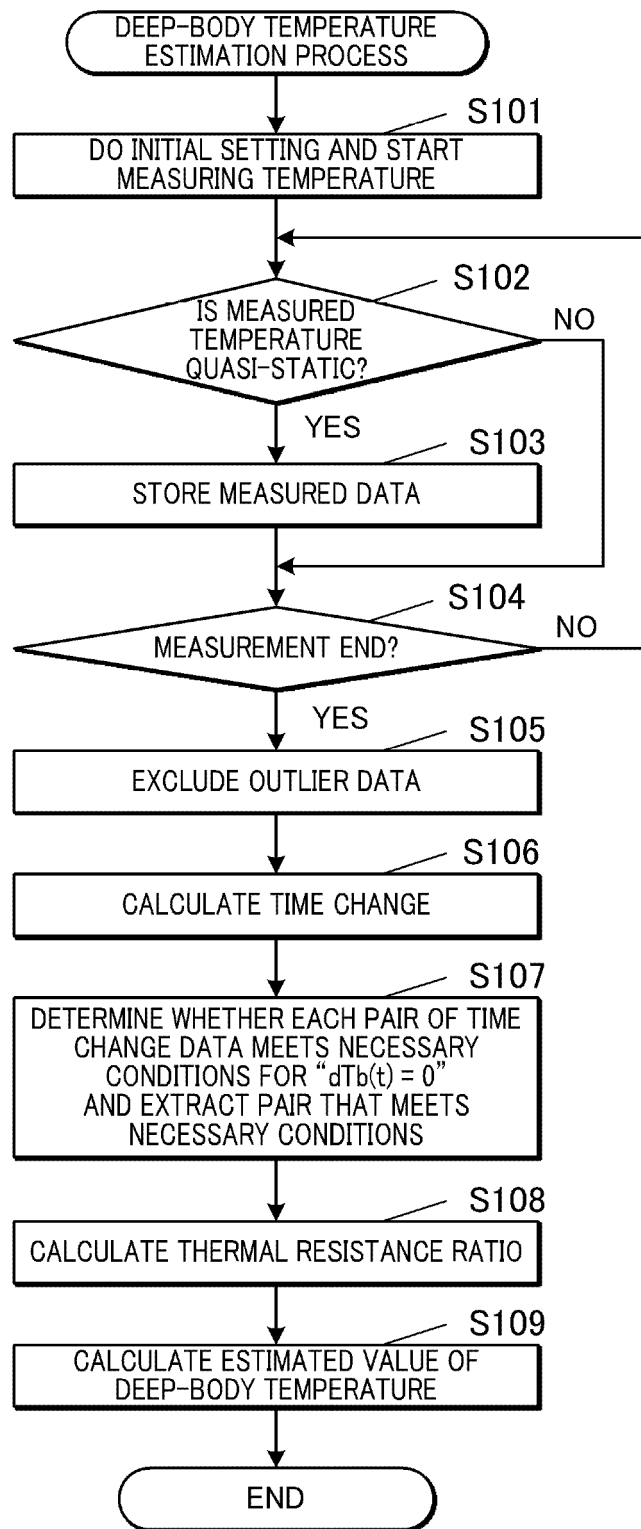 DEEP-BODY TEMPERATURE
ESTIMATION PROCESS
S101
DO INITIAL SETTING AND START
MEASURING TEMPERATURE
S102
IS MEASURED
TEMPERATURE
QUASI-STATIC?
NO
YES
S103
STORE MEASURED DATA
S104
MEASUREMENT END?
NO
YES
S105
EXCLUDE OUTLIER DATA
S106
CALCULATE TIME CHANGE
S107
DETERMINE WHETHER EACH PAIR OF TIME
CHANGE DATA MEETS NECESSARY
CONDITIONS FOR “dTb(t) = 0”
AND EXTRACT PAIR THAT MEETS
NECESSARY CONDITIONS
S108
CALCULATE THERMAL RESISTANCE RATIO
S109
CALCULATE ESTIMATED VALUE OF
DEEP-BODY TEMPERATURE
END